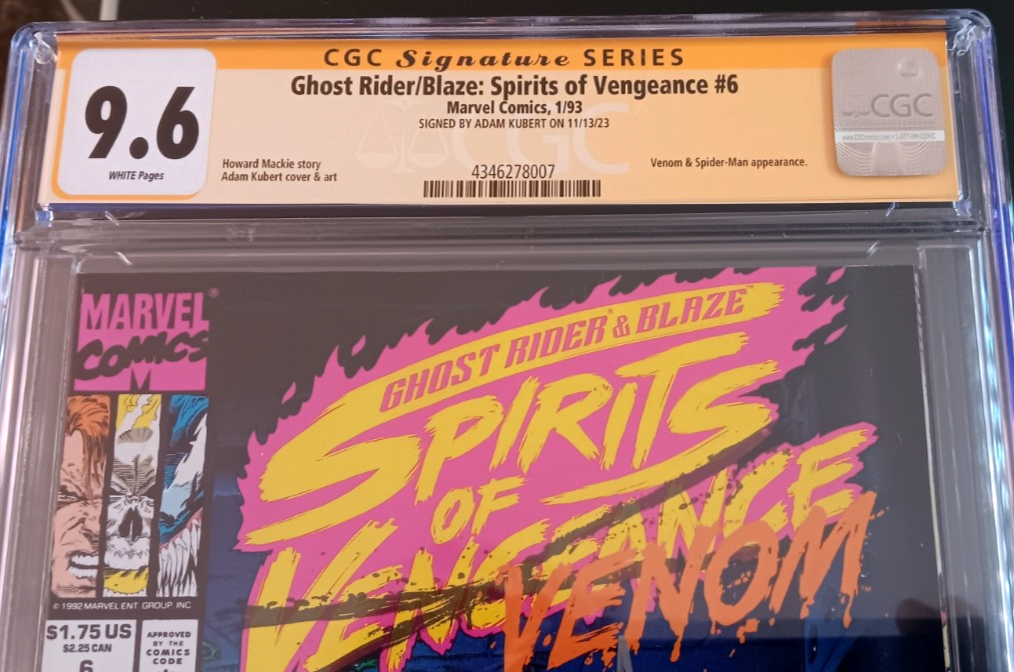 CGC Signature SERIES
Ghost Rider/Blaze: Spirits of Vengeance #6
Marvel Comics, 1/93
SIGNED BY ADAM KUBERT ON 11/13/23
9.6
WHITE Pages
Howard Mackie story
Adam Kubert cover & art
4346278007
Venom & Spider-Man appearance.
CGC
CGC
MARVEL®
COMICS
GHOST RIDER® & BLAZE™
SPIRITS
OF
VENGEANCE
VENOM
© 1992 MARVEL ENT GROUP, INC
$1.75 US
$2.25 CAN
6
APPROVED
BY THE
COMICS
CODE